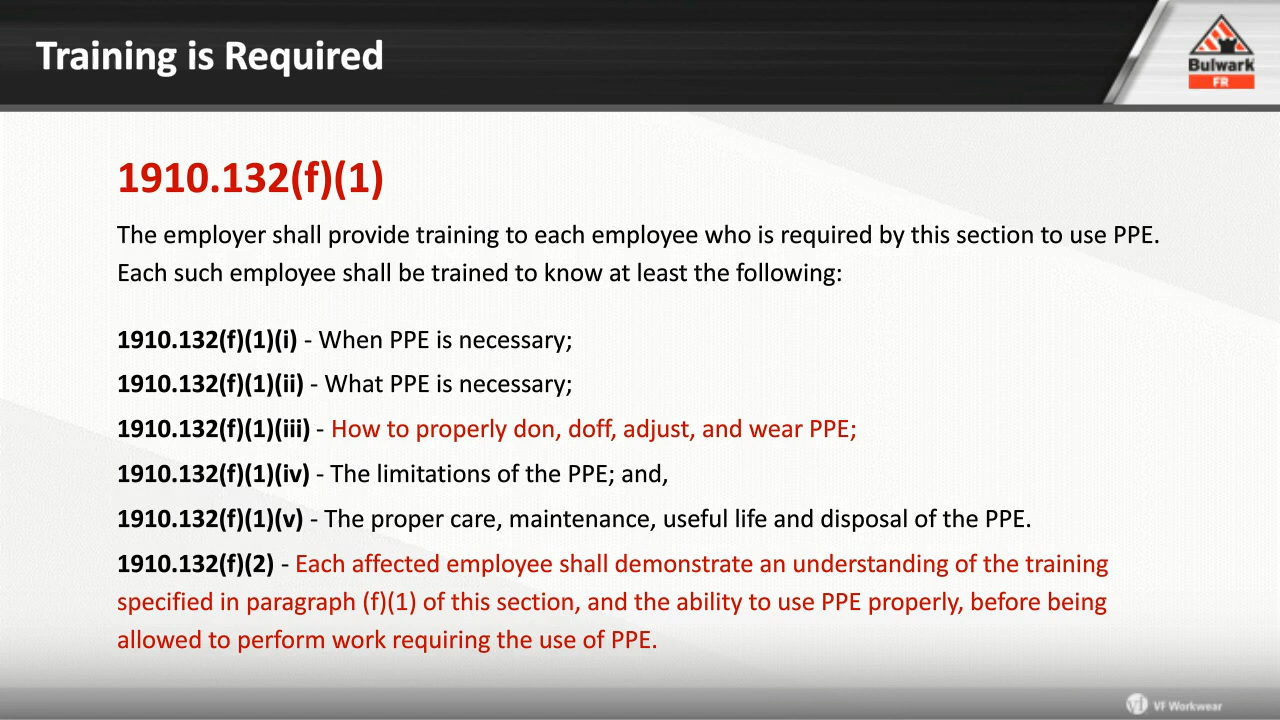 Training is Required
Bulwark
FR
1910.132(f)(1)
The employer shall provide training to each employee who is required by this section to use PPE.
Each such employee shall be trained to know at least the following:
1910.132(f)(1)(i) - When PPE is necessary;
1910.132(f)(1)(ii) - What PPE is necessary;
1910.132(f)(1)(iii) - How to properly don, doff, adjust, and wear PPE;
1910.132(f)(1)(iv) - The limitations of the PPE; and,
1910.132(f)(1)(v) - The proper care, maintenance, useful life and disposal of the PPE.
1910.132(f)(2) - Each affected employee shall demonstrate an understanding of the training
specified in paragraph (f)(1) of this section, and the ability to use PPE properly, before being
allowed to perform work requiring the use of PPE.
VF Workwear